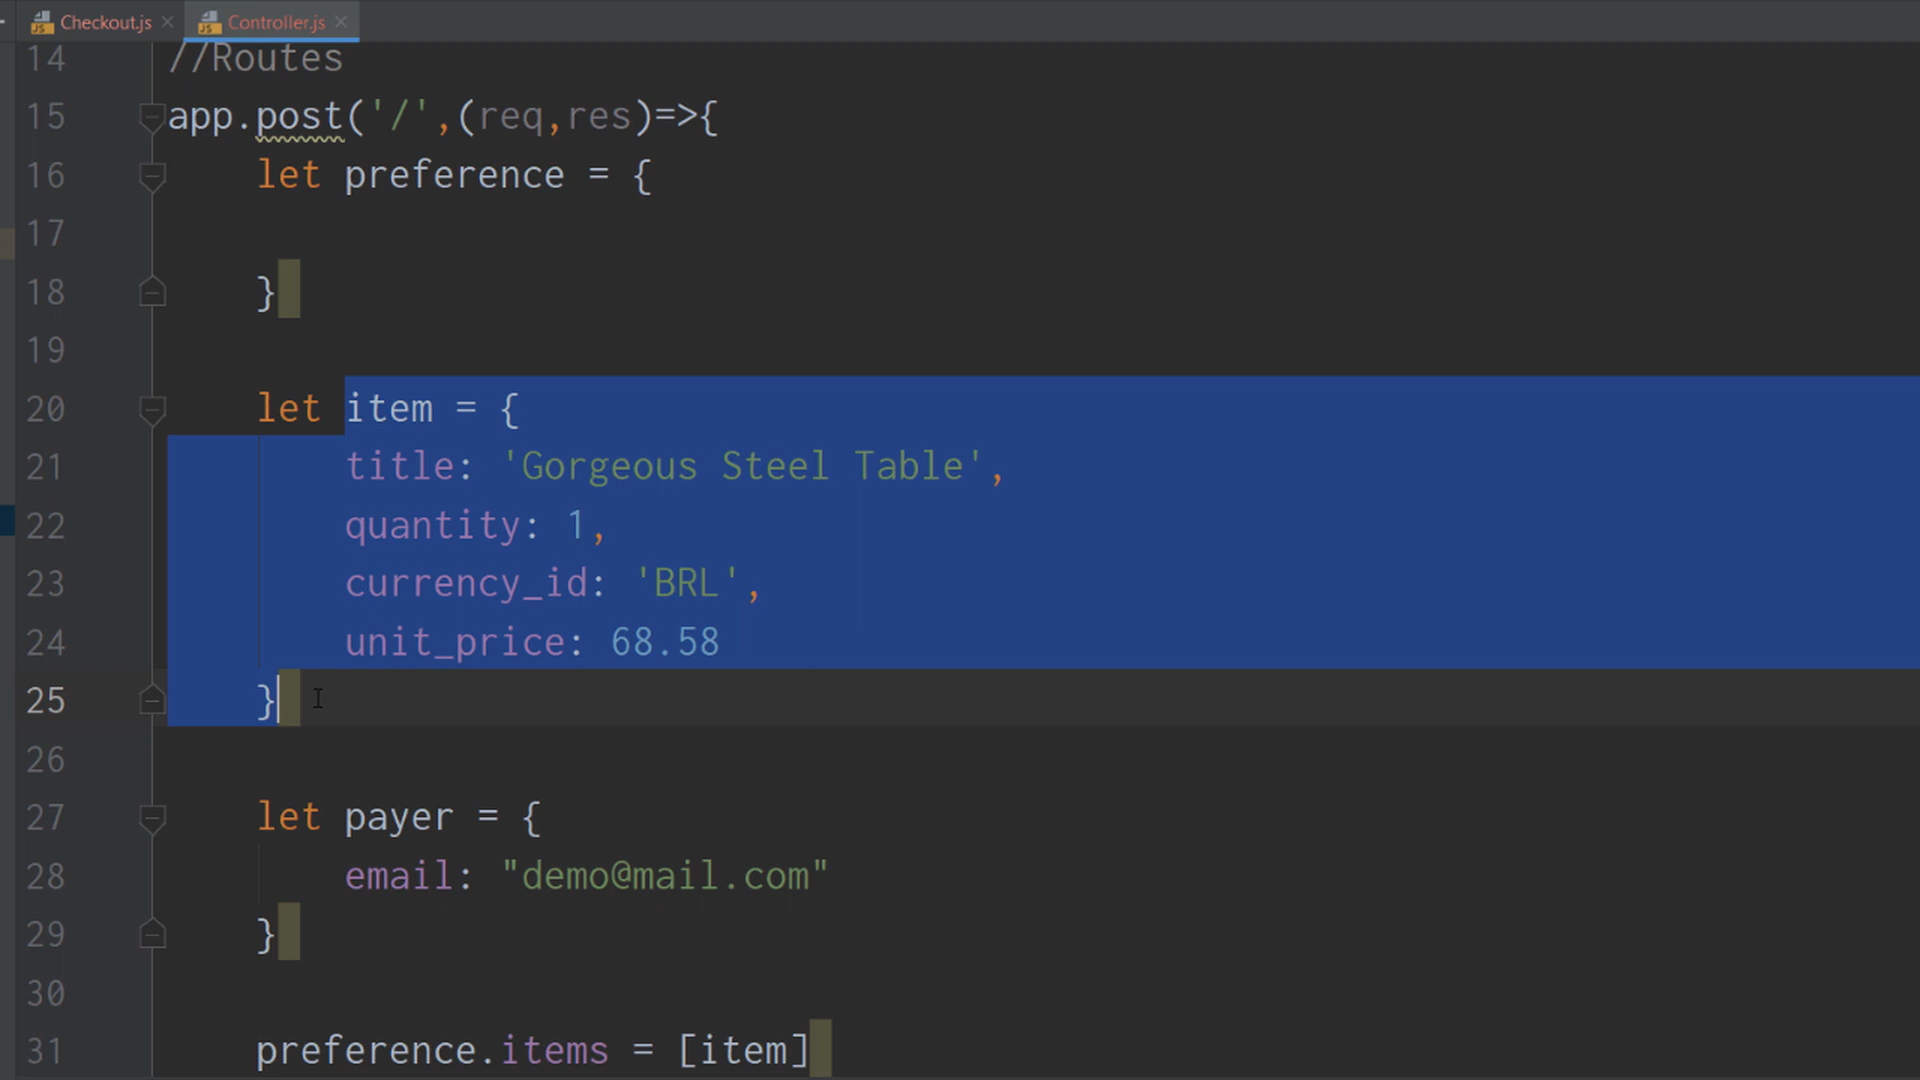 Checkout.js Controller.js
14 //Routes
15 app.post('/',(req,res)=>{
16 let preference = {
17
18 }
19
20 let item = {
21 title: 'Gorgeous Steel Table',
22 quantity: 1,
23 currency_id: 'BRL',
24 unit_price: 68.58
25 }
26
27 let payer = {
28 email: "demo@mail.com"
29 }
30
31 preference.items = [item]